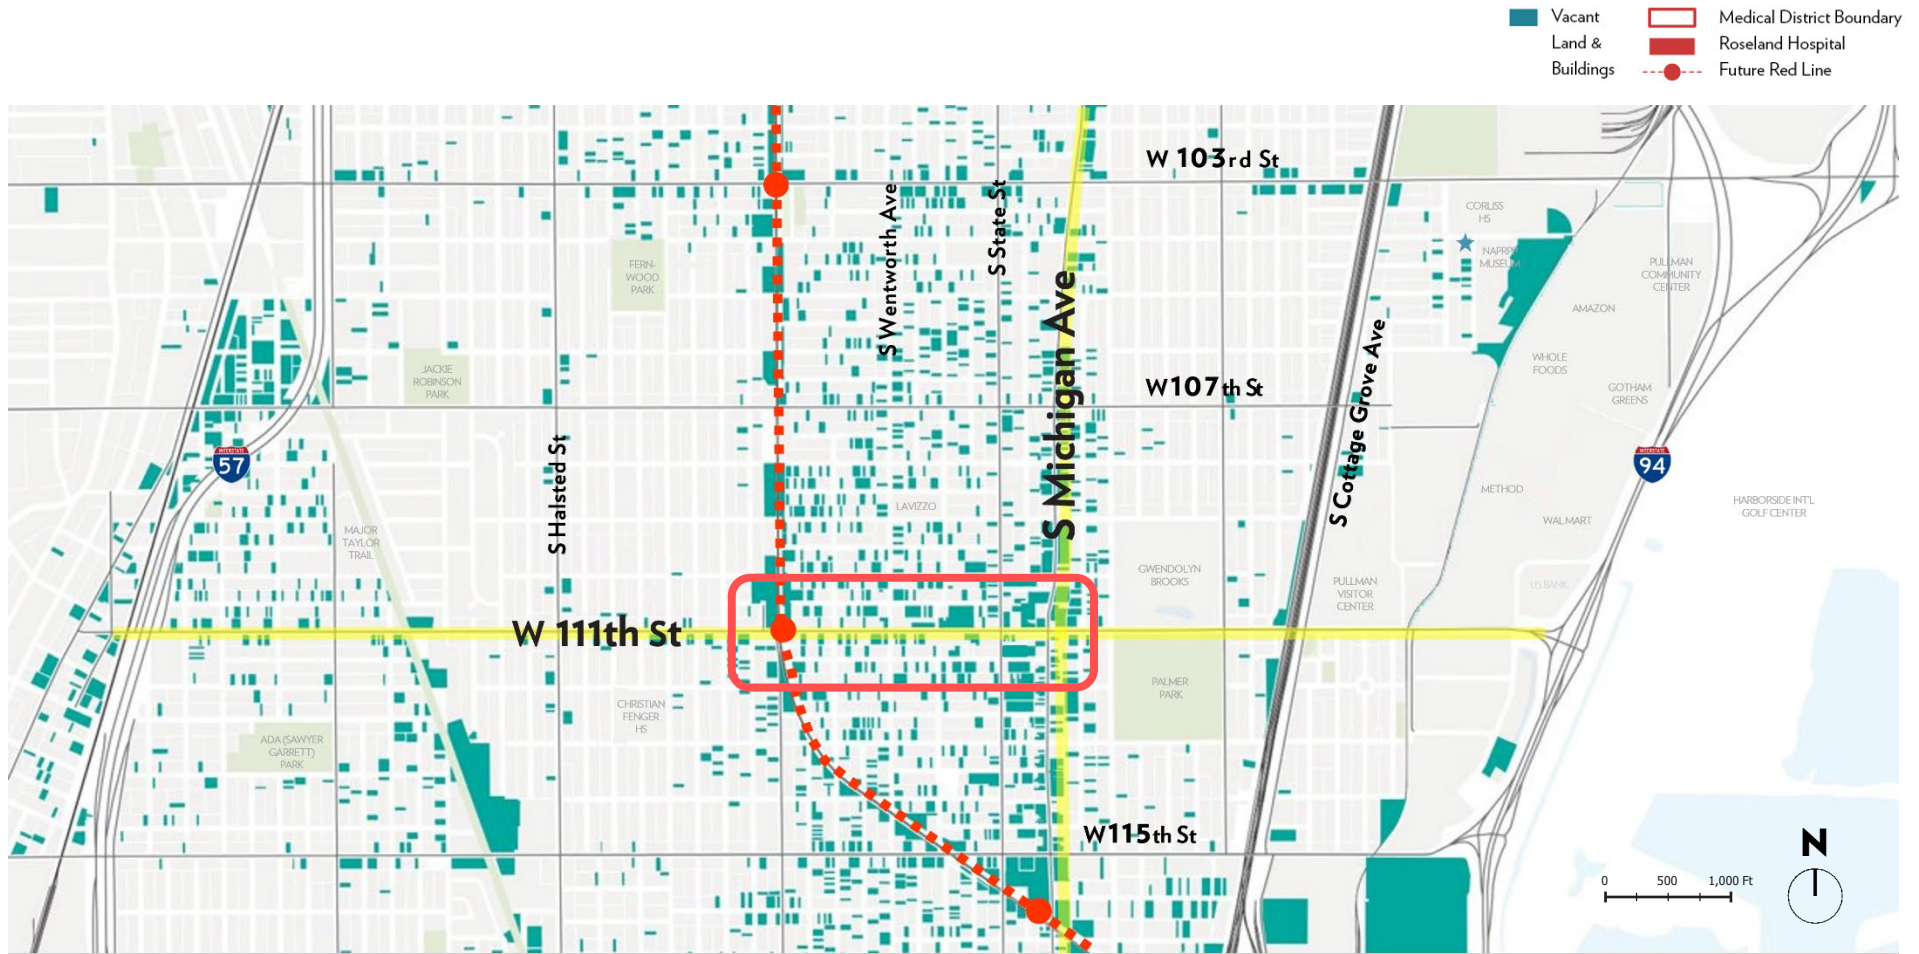 Vacant
Land &
Buildings
Medical District Boundary
Roseland Hospital
Future Red Line
W 103rd St
S Wentworth Ave
S State St
CORLISS
HS
NAPRPR
MUSEUM
PULLMAN
COMMUNITY
CENTER
FERN-
WOOD
PARK
AMAZON
S Michigan Ave
JACKIE
ROBINSON
PARK
W107th St
WHOLE
FOODS
GOTHAM
GREENS
S Cottage Grove Ave
INTERSTATE
57
INTERSTATE
94
S Halsted St
LAVIZZO
METHOD
WALMART
HARBORSIDE INT'L
GOLF CENTER
MAJOR
TAYLOR
TRAIL
GWENDOLYN
BROOKS
PULLMAN
VISITOR
CENTER
US BANK
W 111th St
PALMER
PARK
CHRISTIAN
FENGER
HS
ADA (SAWYER
GARRETT)
PARK
W115th St
N
0 500 1,000 Ft